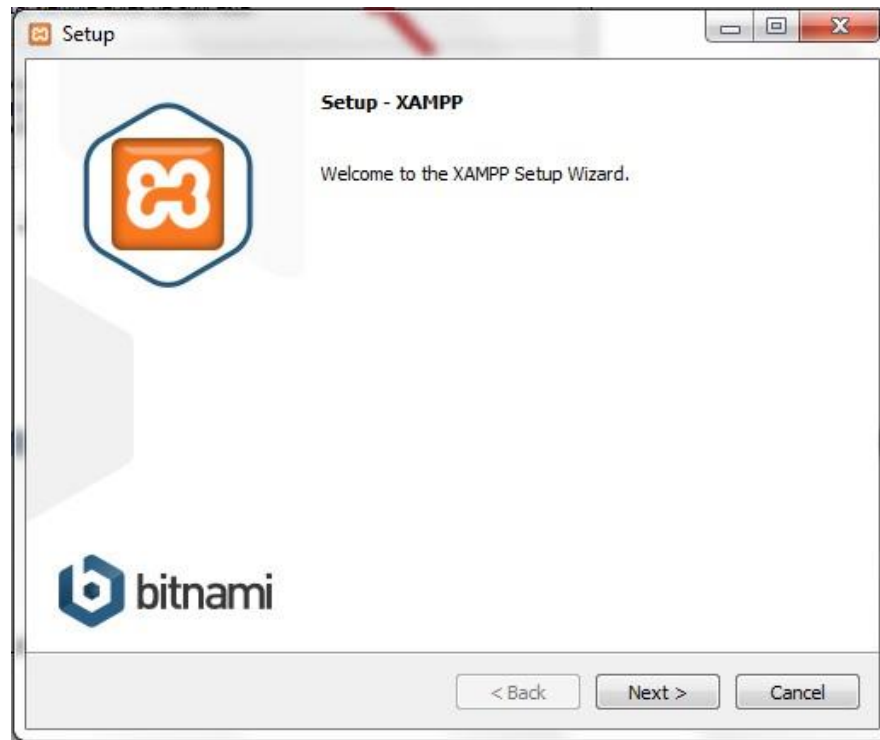 Setup
Setup - XAMPP
Welcome to the XAMPP Setup Wizard.
bitnami
< Back
Next >
Cancel